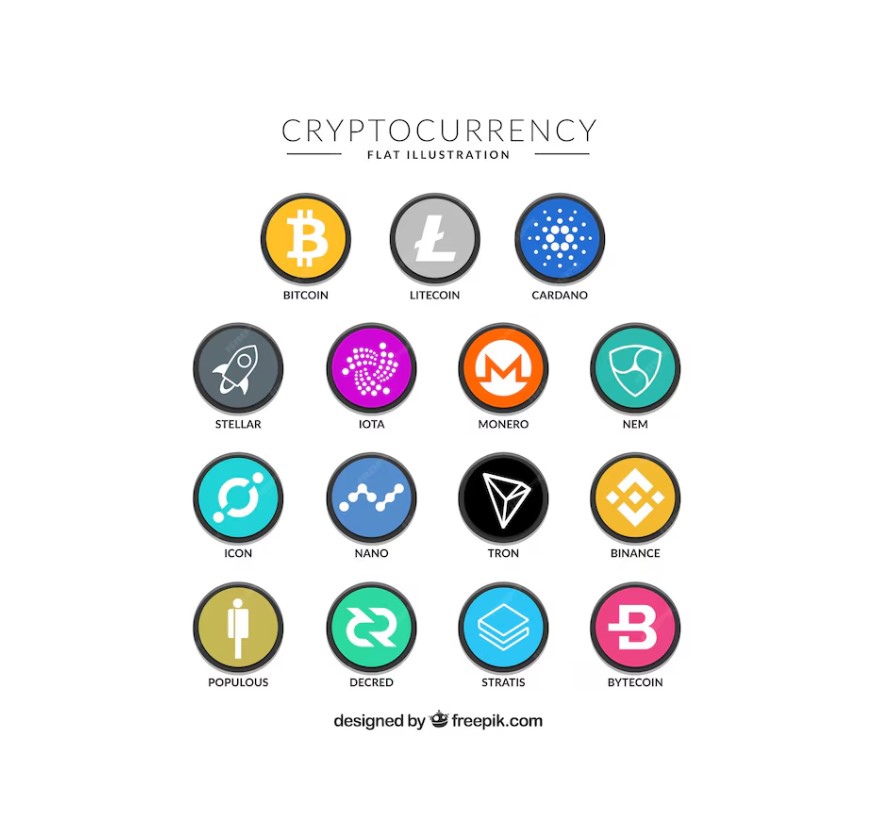 CRYPTOCURRENCY
FLAT ILLUSTRATION
BITCOIN LITECOIN CARDANO
STELLAR IOTA MONERO NEM
ICON NANO TRON BINANCE
POPULOUS DECRED STRATIS BYTECOIN
designed by freepik.com